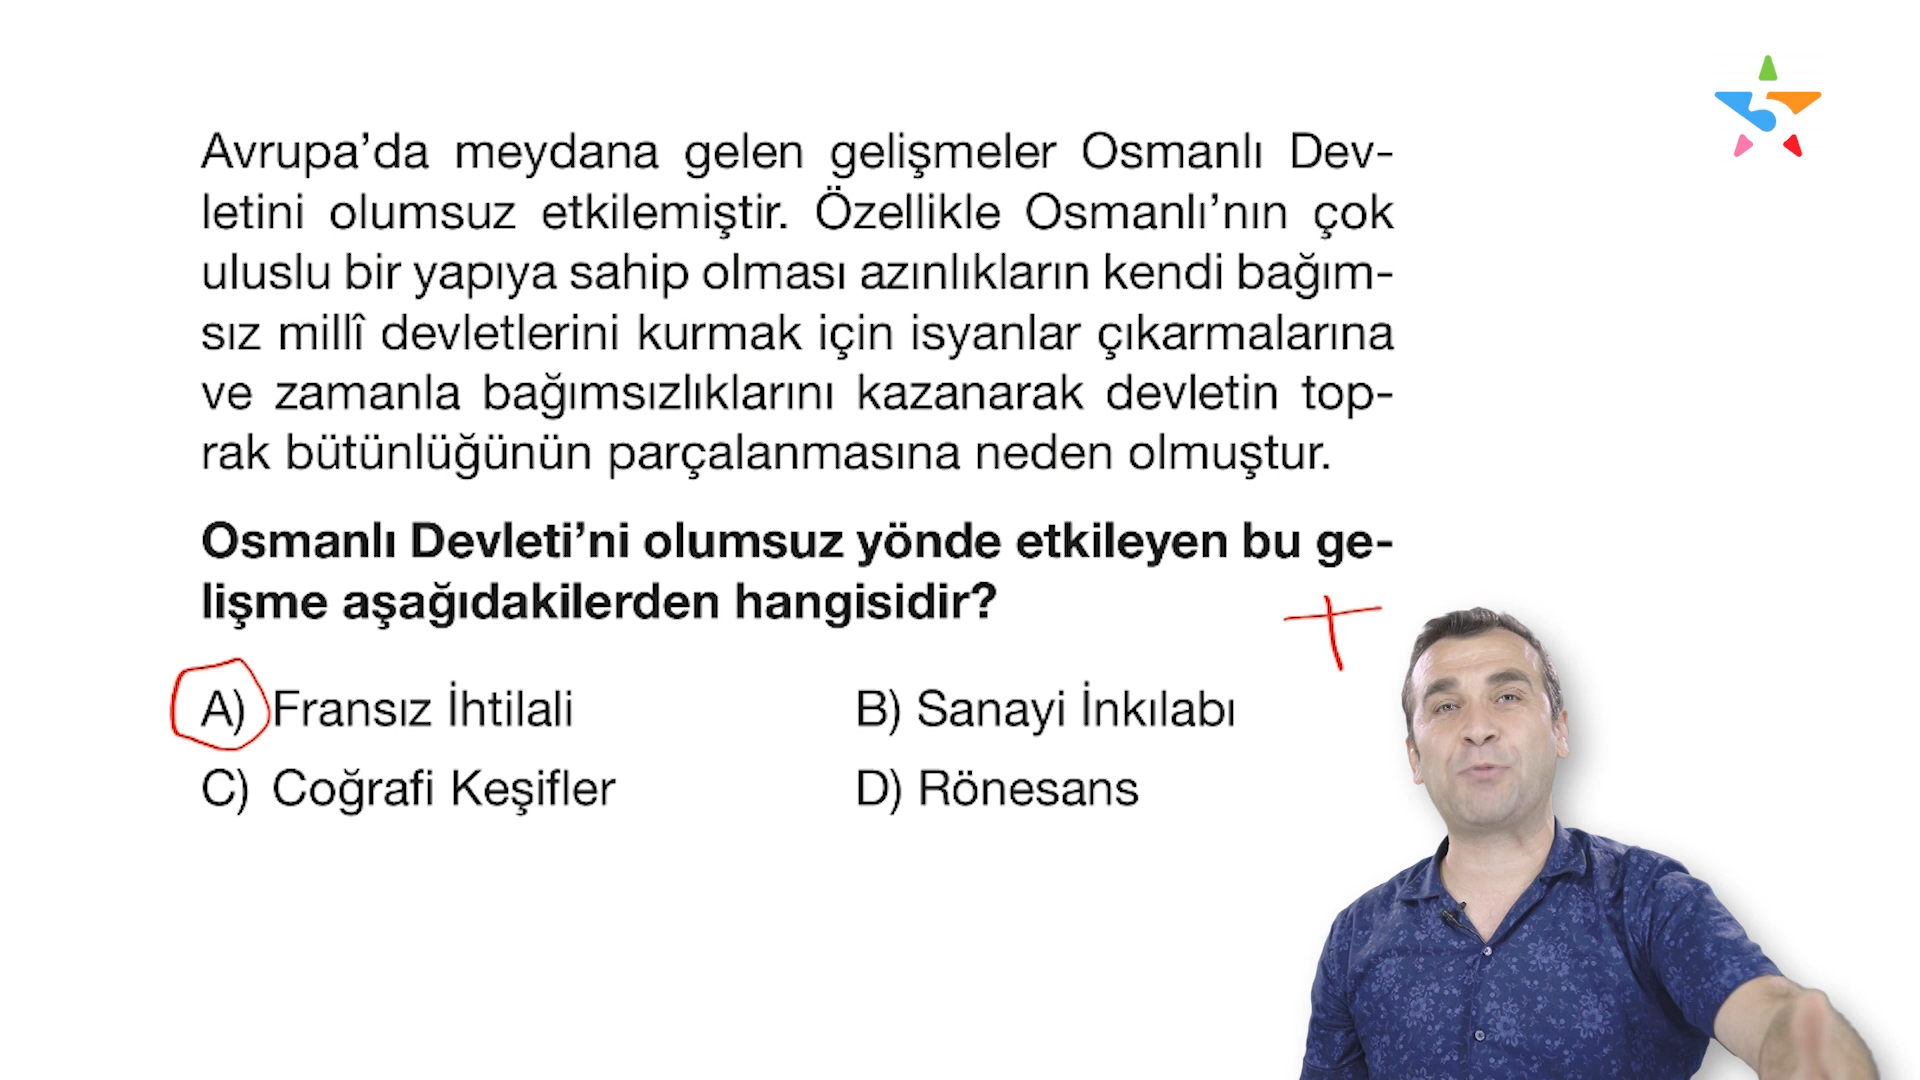 Avrupa’da meydana gelen gelişmeler Osmanlı Dev-
letini olumsuz etkilemiştir. Özellikle Osmanlı’nın çok
uluslu bir yapıya sahip olması azınlıkların kendi bağım-
sız millî devletlerini kurmak için isyanlar çıkarmalarına
ve zamanla bağımsızlıklarını kazanarak devletin top-
rak bütünlüğünün parçalanmasına neden olmuştur.
Osmanlı Devleti’ni olumsuz yönde etkileyen bu ge-
lişme aşağıdakilerden hangisidir?
A) Fransız İhtilali
B) Sanayi İnkılabı
C) Coğrafi Keşifler
D) Rönesans
5